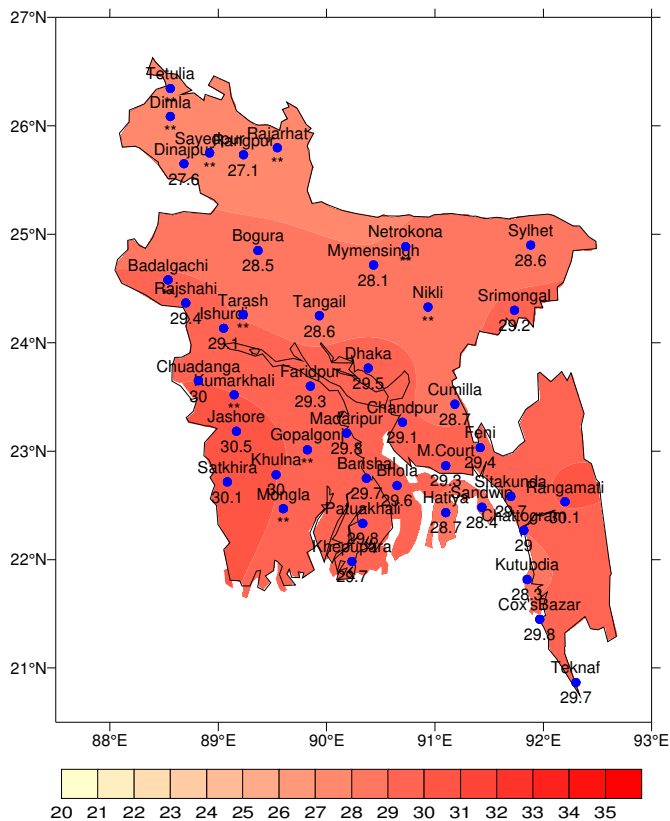 27°N
Tetulia
**
Dimla
**
26°N
Sayedpur
**
Rangpur
27.1
Rajarhat
**
Dinajpur
27.6
25°N
Bogura
28.5
Netrokona
**
Sylhet
28.6
Mymensingh
28.1
Badalgachi
**
Rajshahi
29.4
Ishurdi
29.1
Tarash
**
Tangail
28.6
Nikli
**
Srimongal
29.2
24°N
Dhaka
29.5
Chuadanga
30
Kumarkhali
**
Faridpur
29.3
Cumilla
28.7
Jashore
30.5
Madaripur
29.8
Chandpur
29.1
Gopalgonj
**
Feni
29.4
23°N
Satkhira
30.1
Khulna
30
Barishal
29.7
Bhola
29.6
M.Court
29.3
Mongla
**
Patuakhali
29.8
Hatiya
28.7
Sandwip
28.4
Sitakunda
29.7
Rangamati
30.1
Chattogram
29
22°N
Khepupara
29.7
Kutubdia
28.3
Cox'sBazar
29.8
21°N
Teknaf
29.7
88°E 89°E 90°E 91°E 92°E 93°E
20 21 22 23 24 25 26 27 28 29 30 31 32 33 34 35